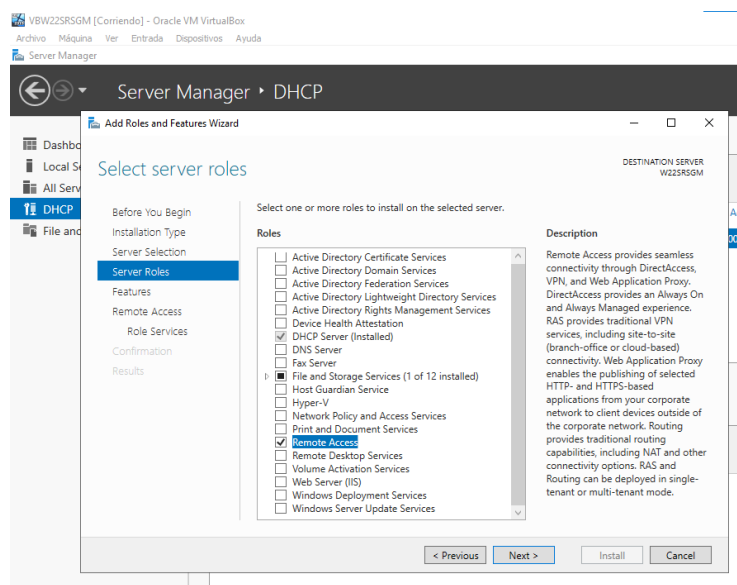 VBW22SRSGM [Corriendo] - Oracle VM VirtualBox
Archivo Máquina Ver Entrada Dispositivos Ayuda
Server Manager
Server Manager • DHCP
Dashbo
Local Se
All Serv
DHCP
File and
Add Roles and Features Wizard
Select server roles
DESTINATION SERVER
W22SRSGM
Before You Begin
Installation Type
Server Selection
Server Roles
Features
Remote Access
Role Services
Confirmation
Results
Select one or more roles to install on the selected server.
Roles
Active Directory Certificate Services
Active Directory Domain Services
Active Directory Federation Services
Active Directory Lightweight Directory Services
Active Directory Rights Management Services
Device Health Attestation
DHCP Server (Installed)
DNS Server
Fax Server
File and Storage Services (1 of 12 installed)
Host Guardian Service
Hyper-V
Network Policy and Access Services
Print and Document Services
Remote Access
Remote Desktop Services
Volume Activation Services
Web Server (IIS)
Windows Deployment Services
Windows Server Update Services
Description
Remote Access provides seamless
connectivity through DirectAccess,
VPN, and Web Application Proxy.
DirectAccess provides an Always On
and Always Managed experience.
RAS provides traditional VPN
services, including site-to-site
(branch-office or cloud-based)
connectivity. Web Application Proxy
enables the publishing of selected
HTTP- and HTTPS-based
applications from your corporate
network to client devices outside of
the corporate network. Routing
provides traditional routing
capabilities, including NAT and other
connectivity options. RAS and
Routing can be deployed in single-
tenant or multi-tenant mode.
< Previous
Next >
Install
Cancel